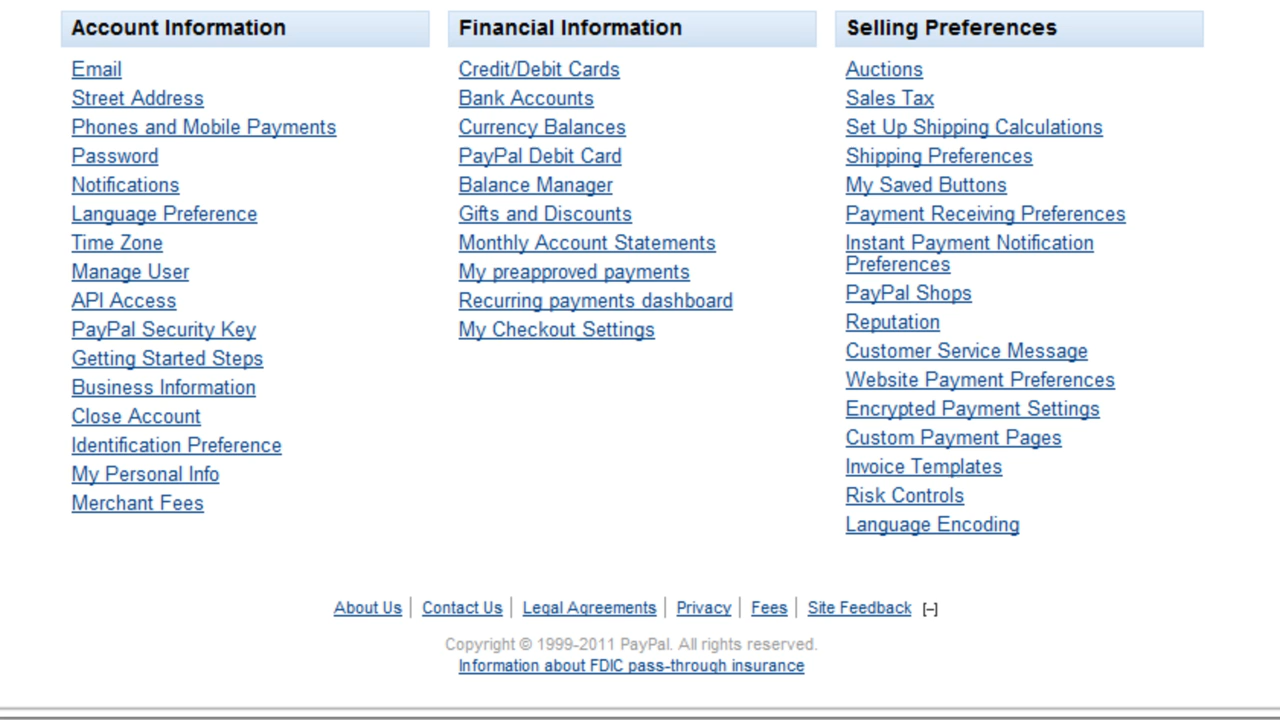 Account Information
Email
Street Address
Phones and Mobile Payments
Password
Notifications
Language Preference
Time Zone
Manage User
API Access
PayPal Security Key
Getting Started Steps
Business Information
Close Account
Identification Preference
My Personal Info
Merchant Fees
Financial Information
Credit/Debit Cards
Bank Accounts
Currency Balances
PayPal Debit Card
Balance Manager
Gifts and Discounts
Monthly Account Statements
My preapproved payments
Recurring payments dashboard
My Checkout Settings
Selling Preferences
Auctions
Sales Tax
Set Up Shipping Calculations
Shipping Preferences
My Saved Buttons
Payment Receiving Preferences
Instant Payment Notification
Preferences
PayPal Shops
Reputation
Customer Service Message
Website Payment Preferences
Encrypted Payment Settings
Custom Payment Pages
Invoice Templates
Risk Controls
Language Encoding
About Us | Contact Us | Legal Agreements | Privacy | Fees | Site Feedback [–]
Copyright © 1999-2011 PayPal. All rights reserved.
Information about FDIC pass-through insurance